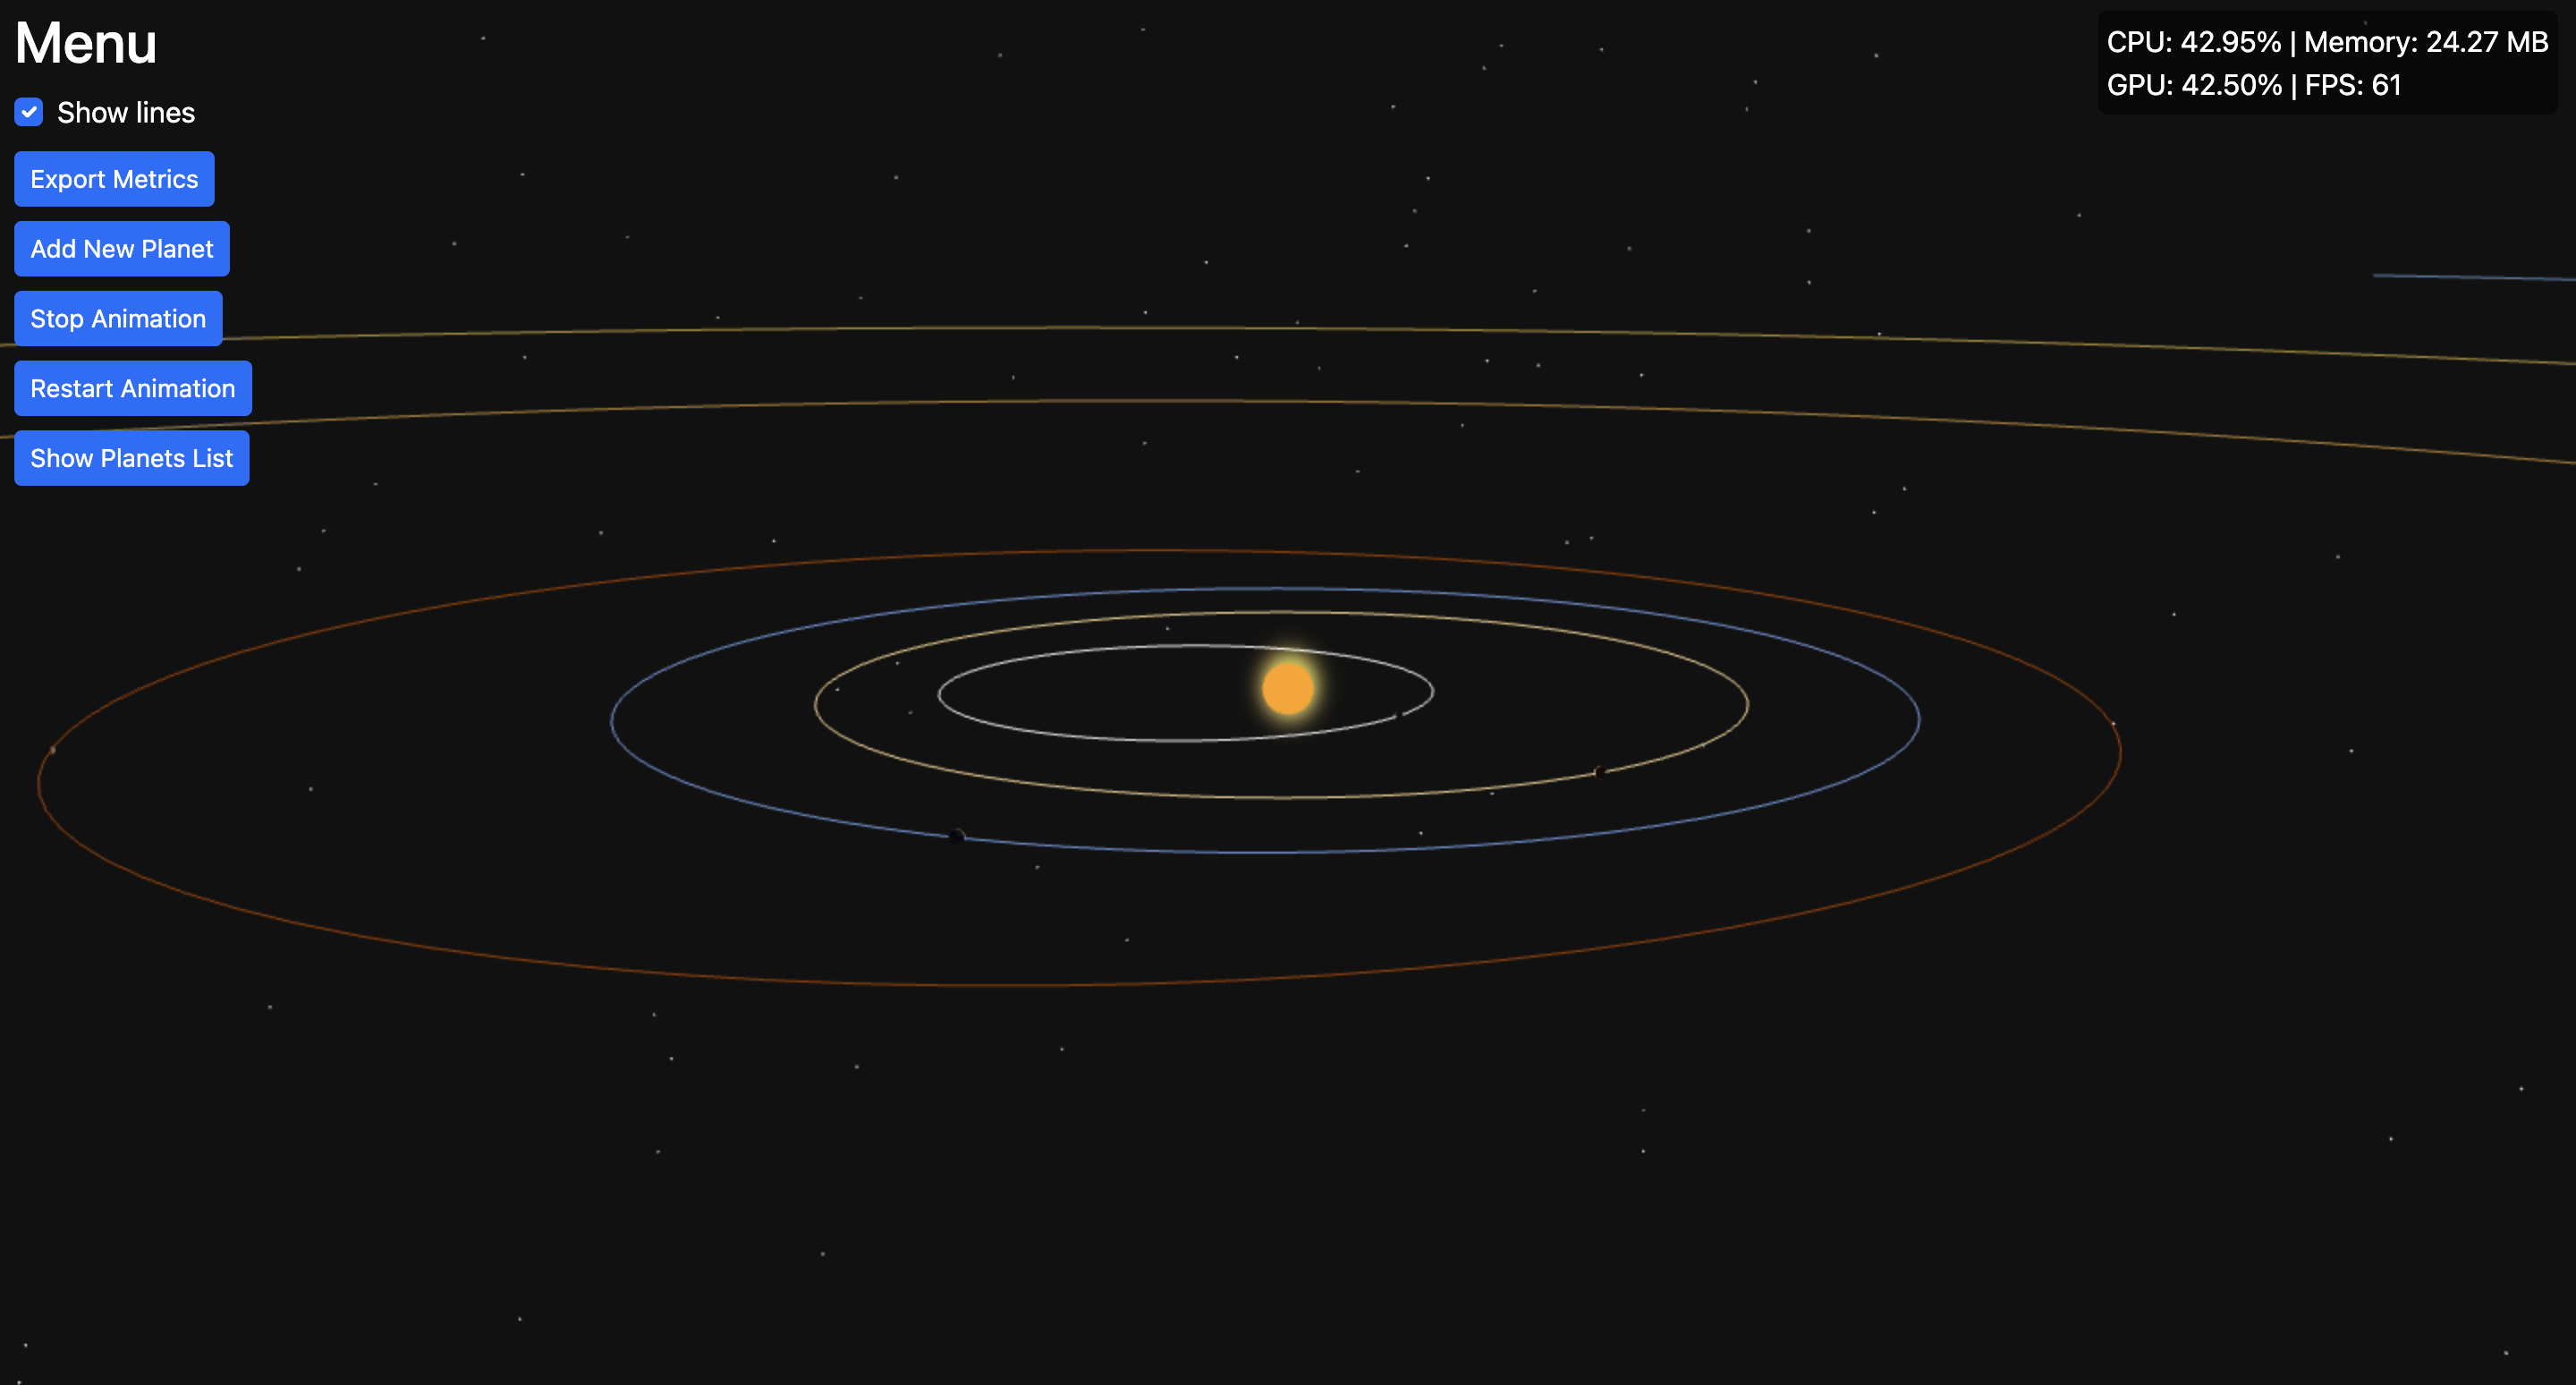 Menu
Show lines
Export Metrics
Add New Planet
Stop Animation
Restart Animation
Show Planets List
CPU: 42.95% | Memory: 24.27 MB
GPU: 42.50% | FPS: 61